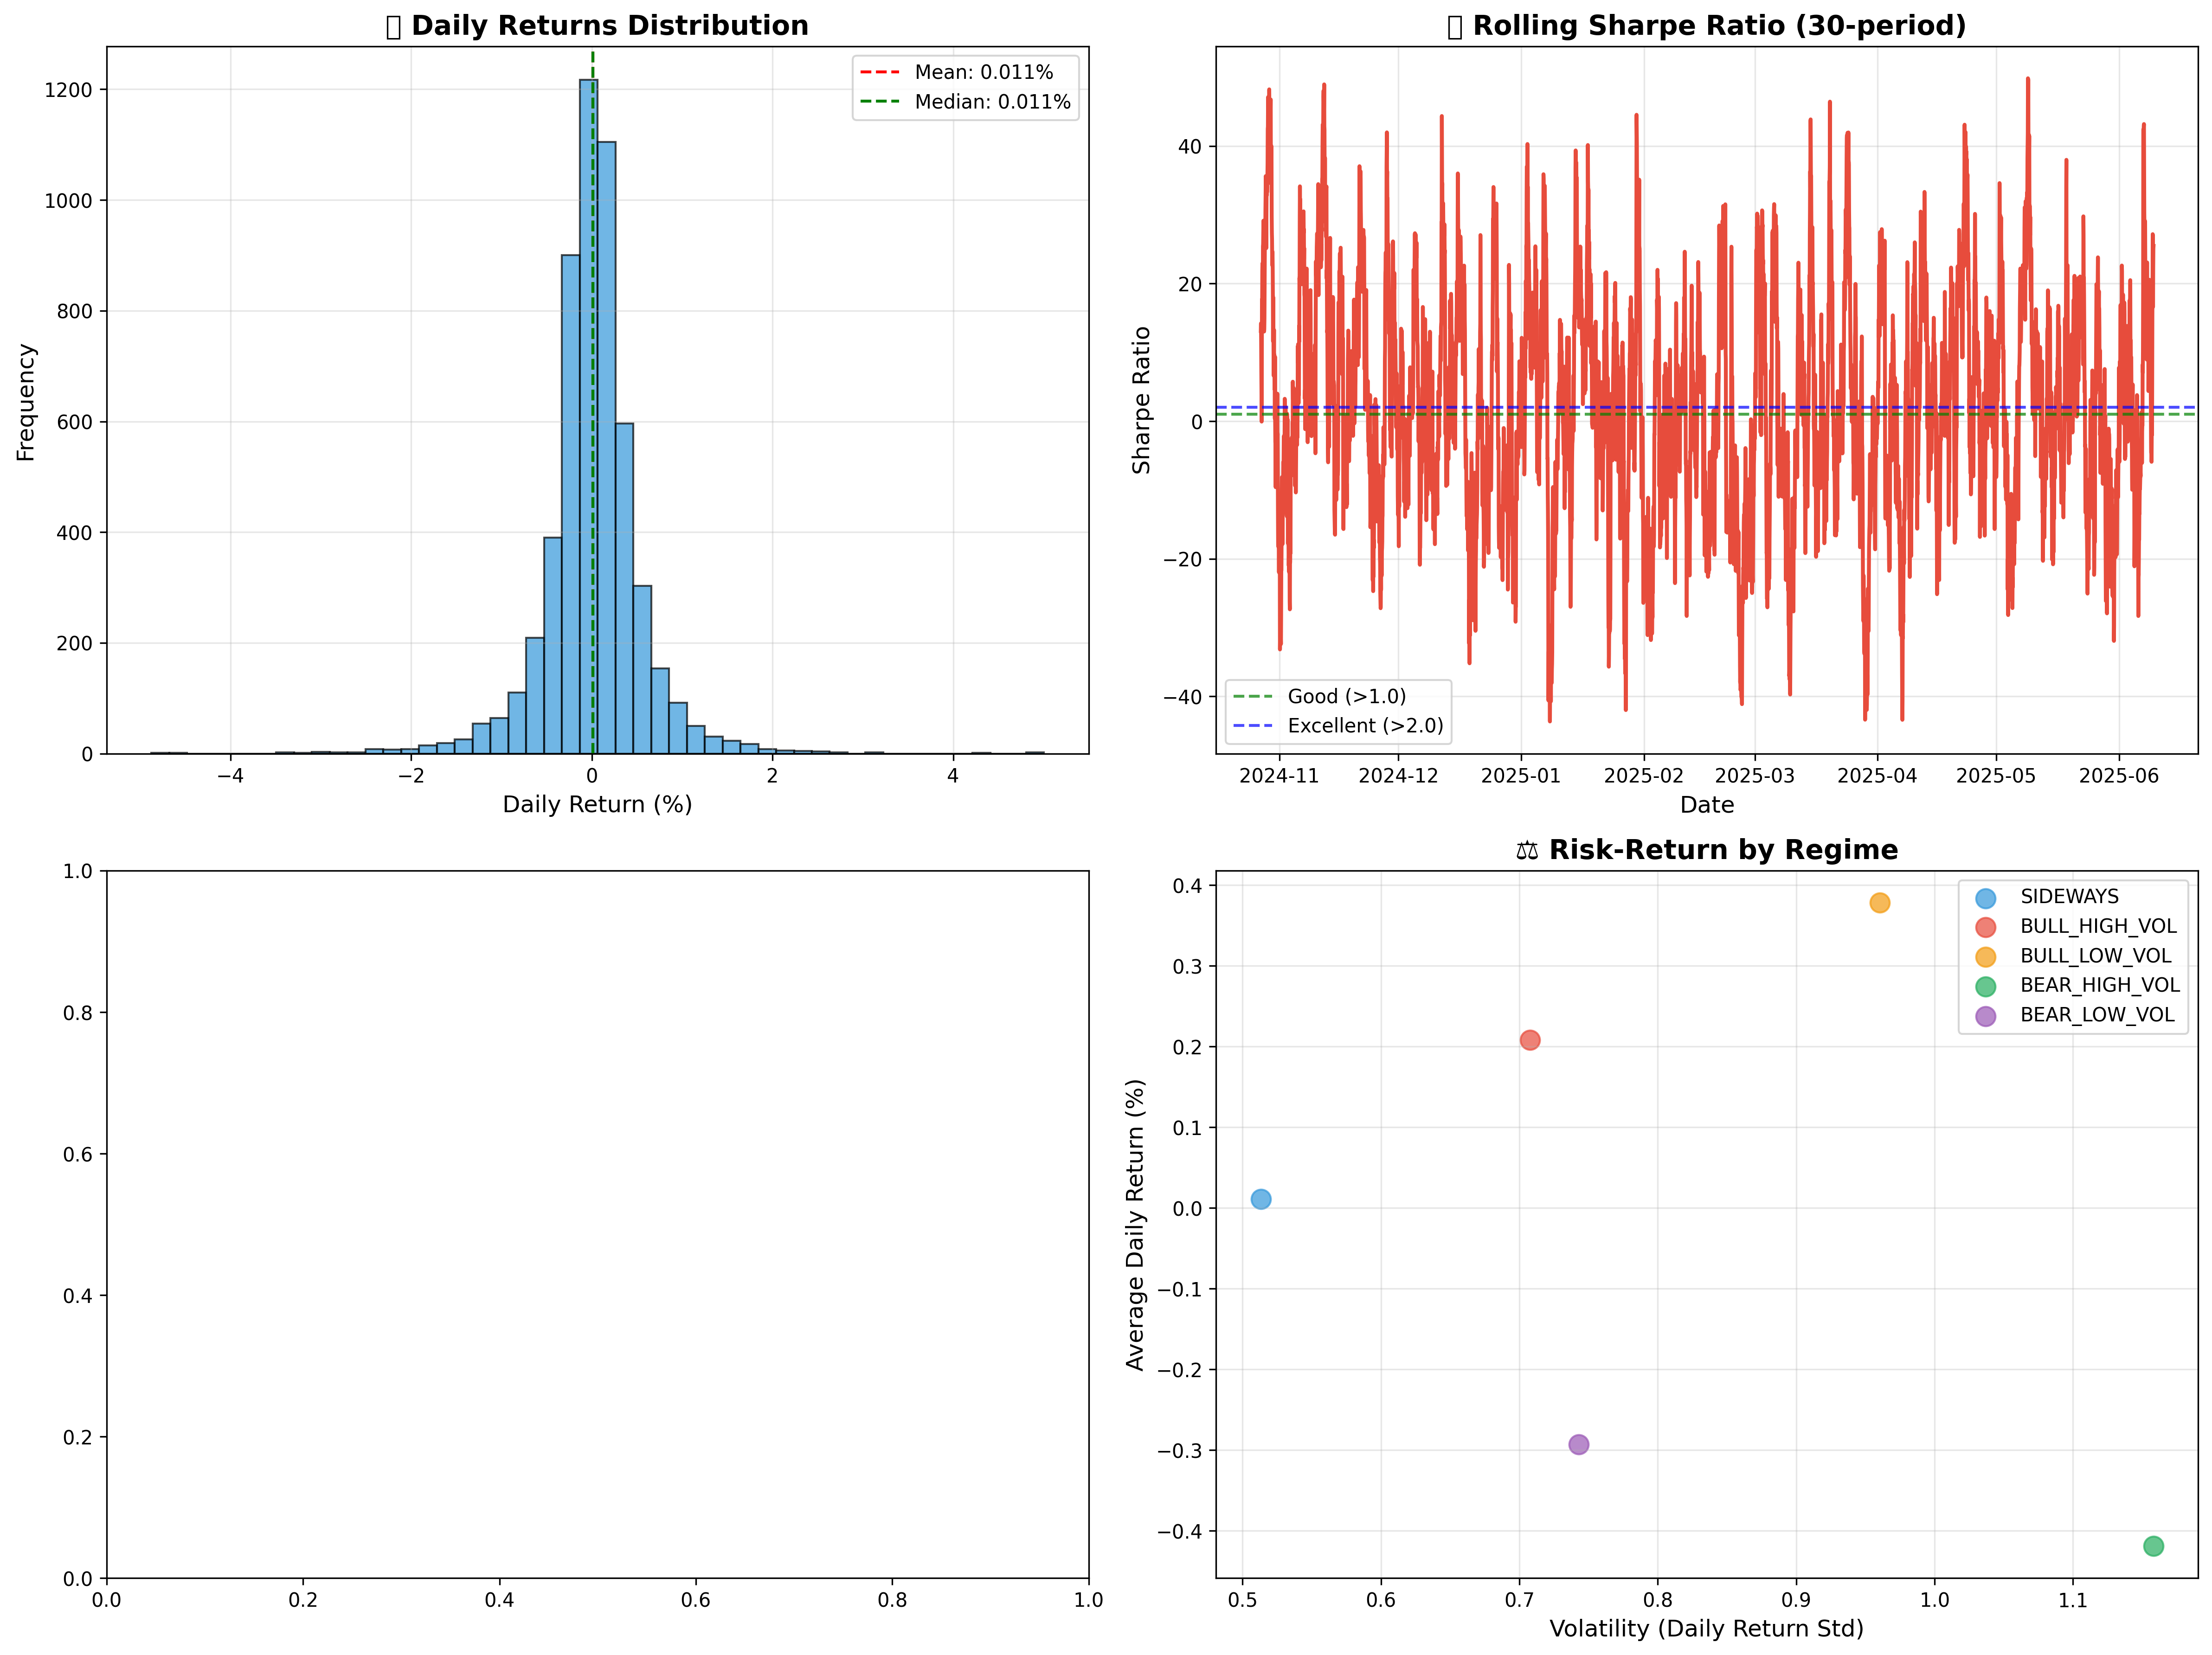 ▯ Daily Returns Distribution
Mean: 0.011%
Median: 0.011%
1200
1000
800
600
400
200
0
Frequency
−4
−2
0
2
4
Daily Return (%)
▯ Rolling Sharpe Ratio (30-period)
40
20
0
−20
−40
Sharpe Ratio
Good (>1.0)
Excellent (>2.0)
2024-11
2024-12
2025-01
2025-02
2025-03
2025-04
2025-05
2025-06
Date
1.0
0.8
0.6
0.4
0.2
0.0
0.0
0.2
0.4
0.6
0.8
1.0
⚖ Risk-Return by Regime
SIDEWAYS
BULL_HIGH_VOL
BULL_LOW_VOL
BEAR_HIGH_VOL
BEAR_LOW_VOL
0.4
0.3
0.2
0.1
0.0
−0.1
−0.2
−0.3
−0.4
Average Daily Return (%)
0.5
0.6
0.7
0.8
0.9
1.0
1.1
Volatility (Daily Return Std)